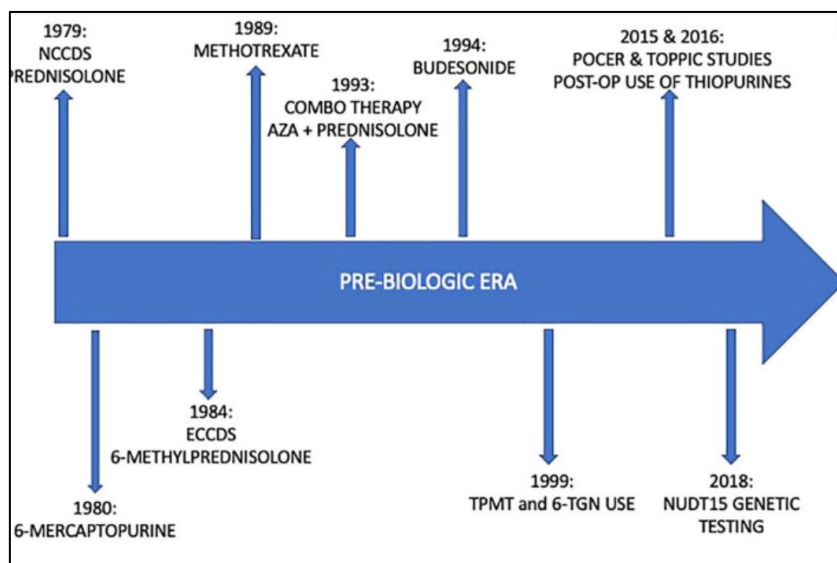 1979:
NCCDS
PREDNISOLONE
1989:
METHOTREXATE
1993:
COMBO THERAPY
AZA + PREDNISOLONE
1994:
BUDESONIDE
2015 & 2016:
POCER & TOPPIC STUDIES
POST-OP USE OF THIOPURINES
PRE-BIOLOGIC ERA
1980:
6-MERCAPTOPURINE
1984:
ECCDS
6-METHYLPREDNISOLONE
1999:
TPMT and 6-TGN USE
2018:
NUDT15 GENETIC
TESTING